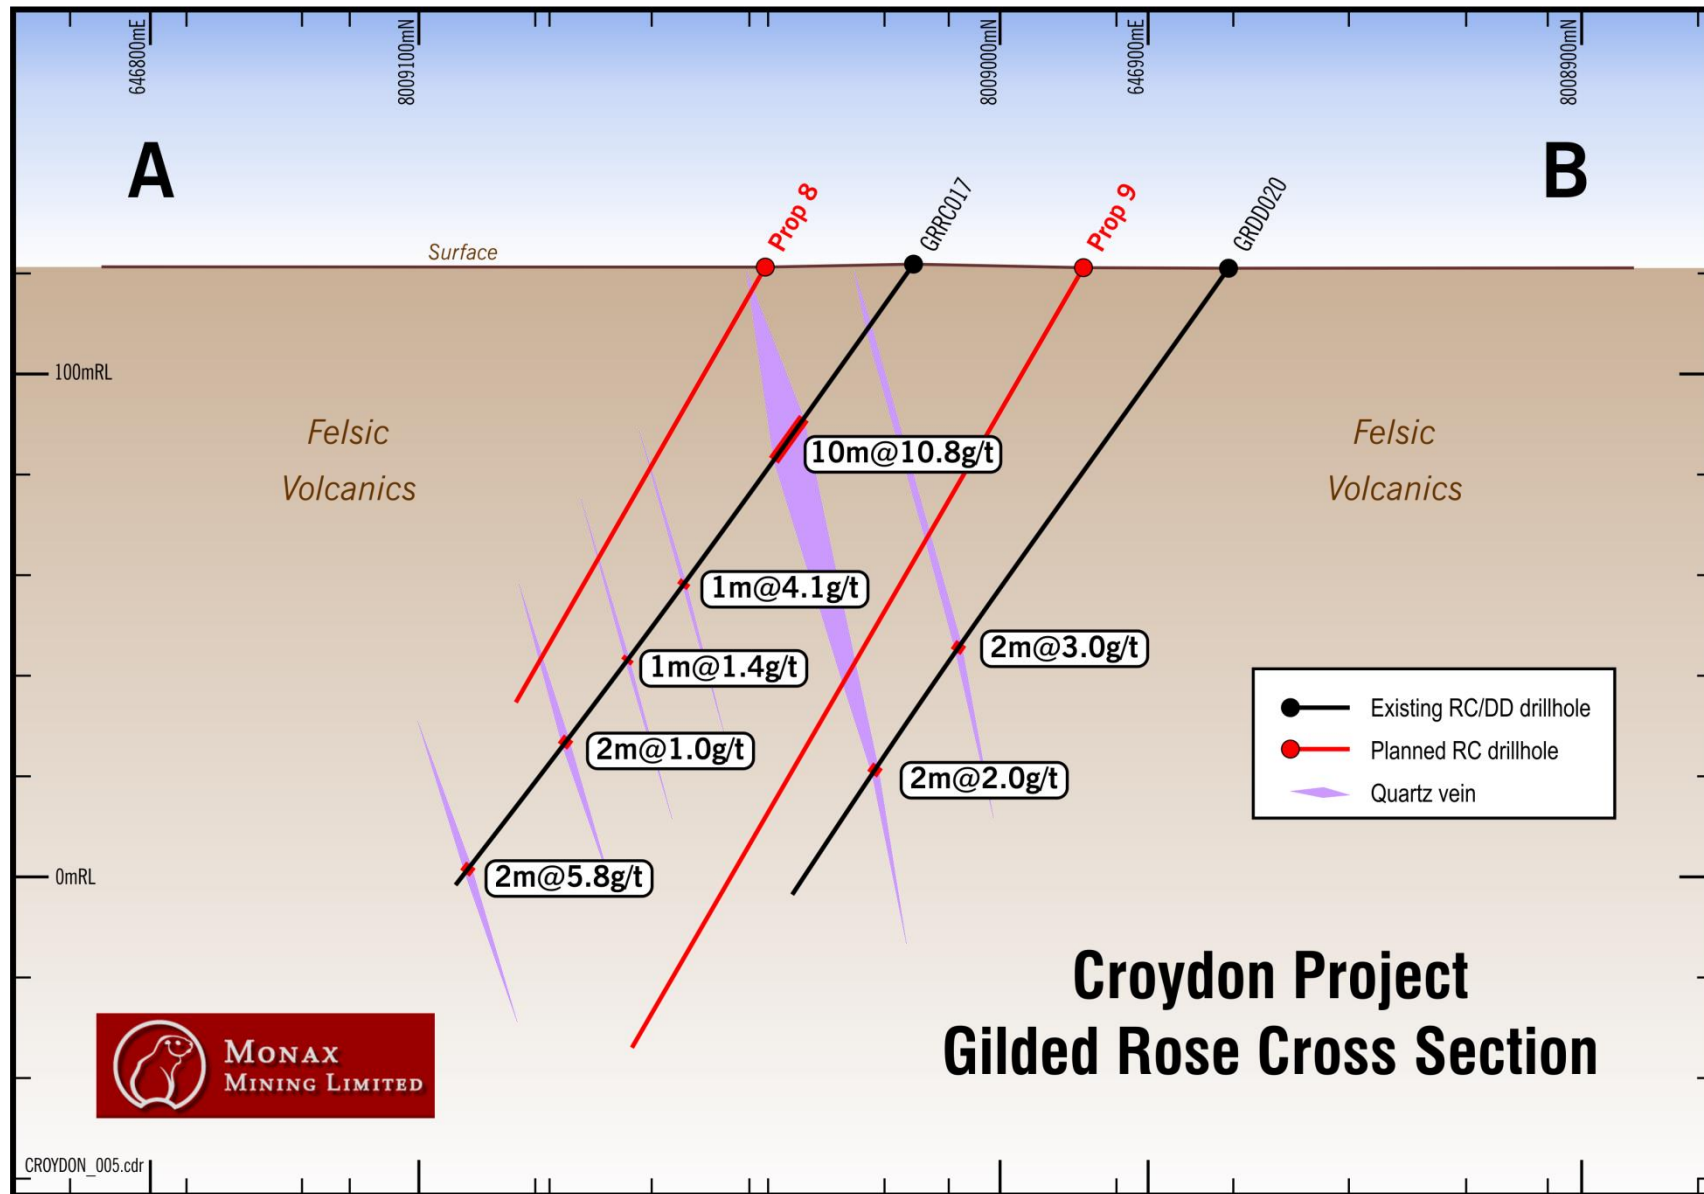 646800mE
8009100mN
8009000mN
646900mE
8008900mN
A
B
Prop 8
GRRC017
Prop 9
GRDD020
Surface
100mRL
Felsic
Volcanics
Felsic
Volcanics
10m@10.8g/t
1m@4.1g/t
1m@1.4g/t
2m@3.0g/t
2m@1.0g/t
2m@2.0g/t
Existing RC/DD drillhole
Planned RC drillhole
Quartz vein
0mRL
2m@5.8g/t
Croydon Project
Gilded Rose Cross Section
MONAX
MINING LIMITED
CROYDON_005.cdr